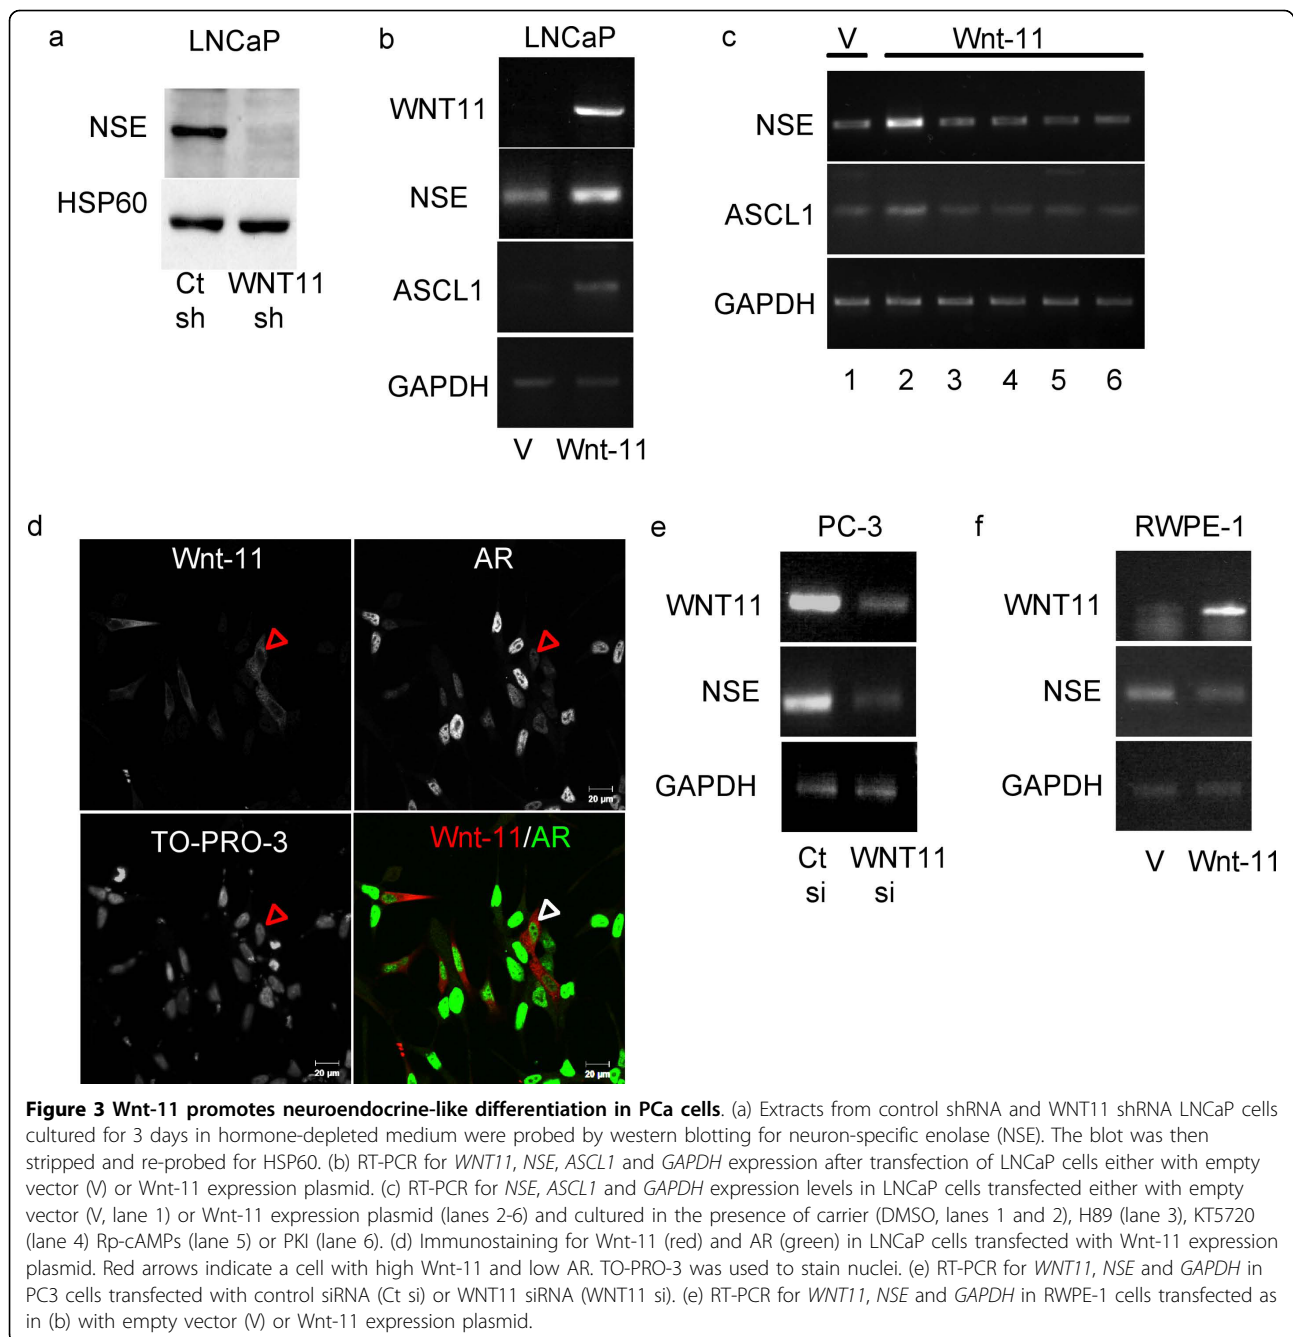 a
LNCaP
NSE
HSP60
Ct WNT11
sh sh
b
LNCaP
WNT11
NSE
ASCL1
GAPDH
V Wnt-11
c
V Wnt-11
NSE
ASCL1
GAPDH
1 2 3 4 5 6
d
Wnt-11
AR
20 µm
TO-PRO-3
20 µm
Wnt-11/AR
20 µm
e
PC-3
WNT11
NSE
GAPDH
Ct WNT11
si si
f
RWPE-1
WNT11
NSE
GAPDH
V Wnt-11
Figure 3 Wnt-11 promotes neuroendocrine-like differentiation in PCa cells. (a) Extracts from control shRNA and WNT11 shRNA LNCaP cells
cultured for 3 days in hormone-depleted medium were probed by western blotting for neuron-specific enolase (NSE). The blot was then
stripped and re-probed for HSP60. (b) RT-PCR for WNT11, NSE, ASCL1 and GAPDH expression after transfection of LNCaP cells either with empty
vector (V) or Wnt-11 expression plasmid. (c) RT-PCR for NSE, ASCL1 and GAPDH expression levels in LNCaP cells transfected either with empty
vector (V, lane 1) or Wnt-11 expression plasmid (lanes 2-6) and cultured in the presence of carrier (DMSO, lanes 1 and 2), H89 (lane 3), KT5720
(lane 4) Rp-cAMPs (lane 5) or PKI (lane 6). (d) Immunostaining for Wnt-11 (red) and AR (green) in LNCaP cells transfected with Wnt-11 expression
plasmid. Red arrows indicate a cell with high Wnt-11 and low AR. TO-PRO-3 was used to stain nuclei. (e) RT-PCR for WNT11, NSE and GAPDH in
PC3 cells transfected with control siRNA (Ct si) or WNT11 siRNA (WNT11 si). (e) RT-PCR for WNT11, NSE and GAPDH in RWPE-1 cells transfected as
in (b) with empty vector (V) or Wnt-11 expression plasmid.